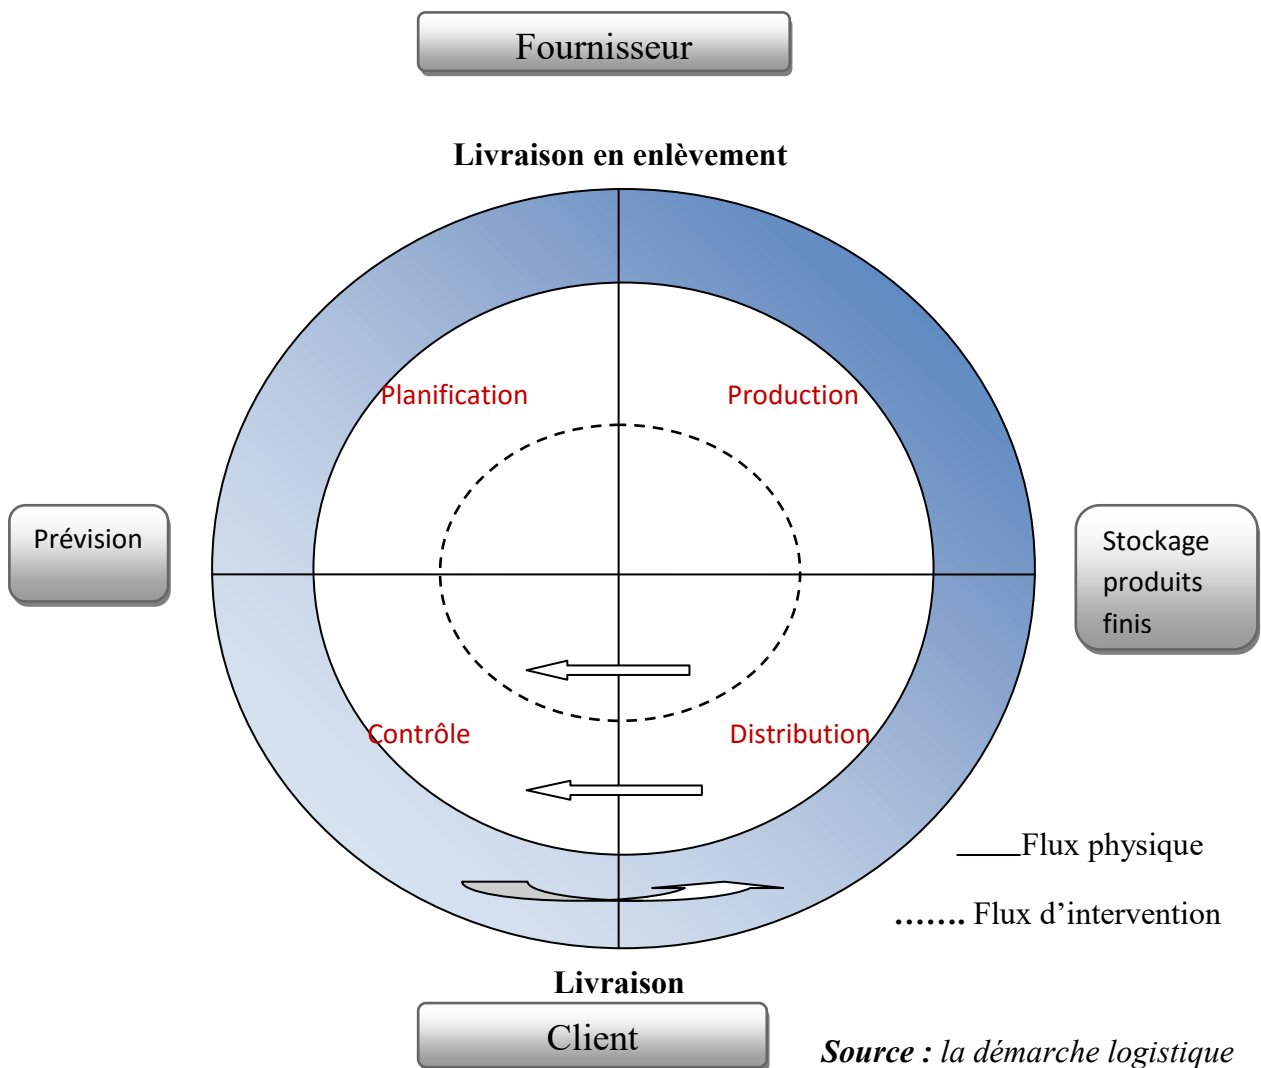 Fournisseur
Livraison en enlèvement
Planification
Production
Prévision
Stockage
produits
finis
Contrôle
Distribution
____Flux physique
....... Flux d’intervention
Livraison
Client
Source : la démarche logistique